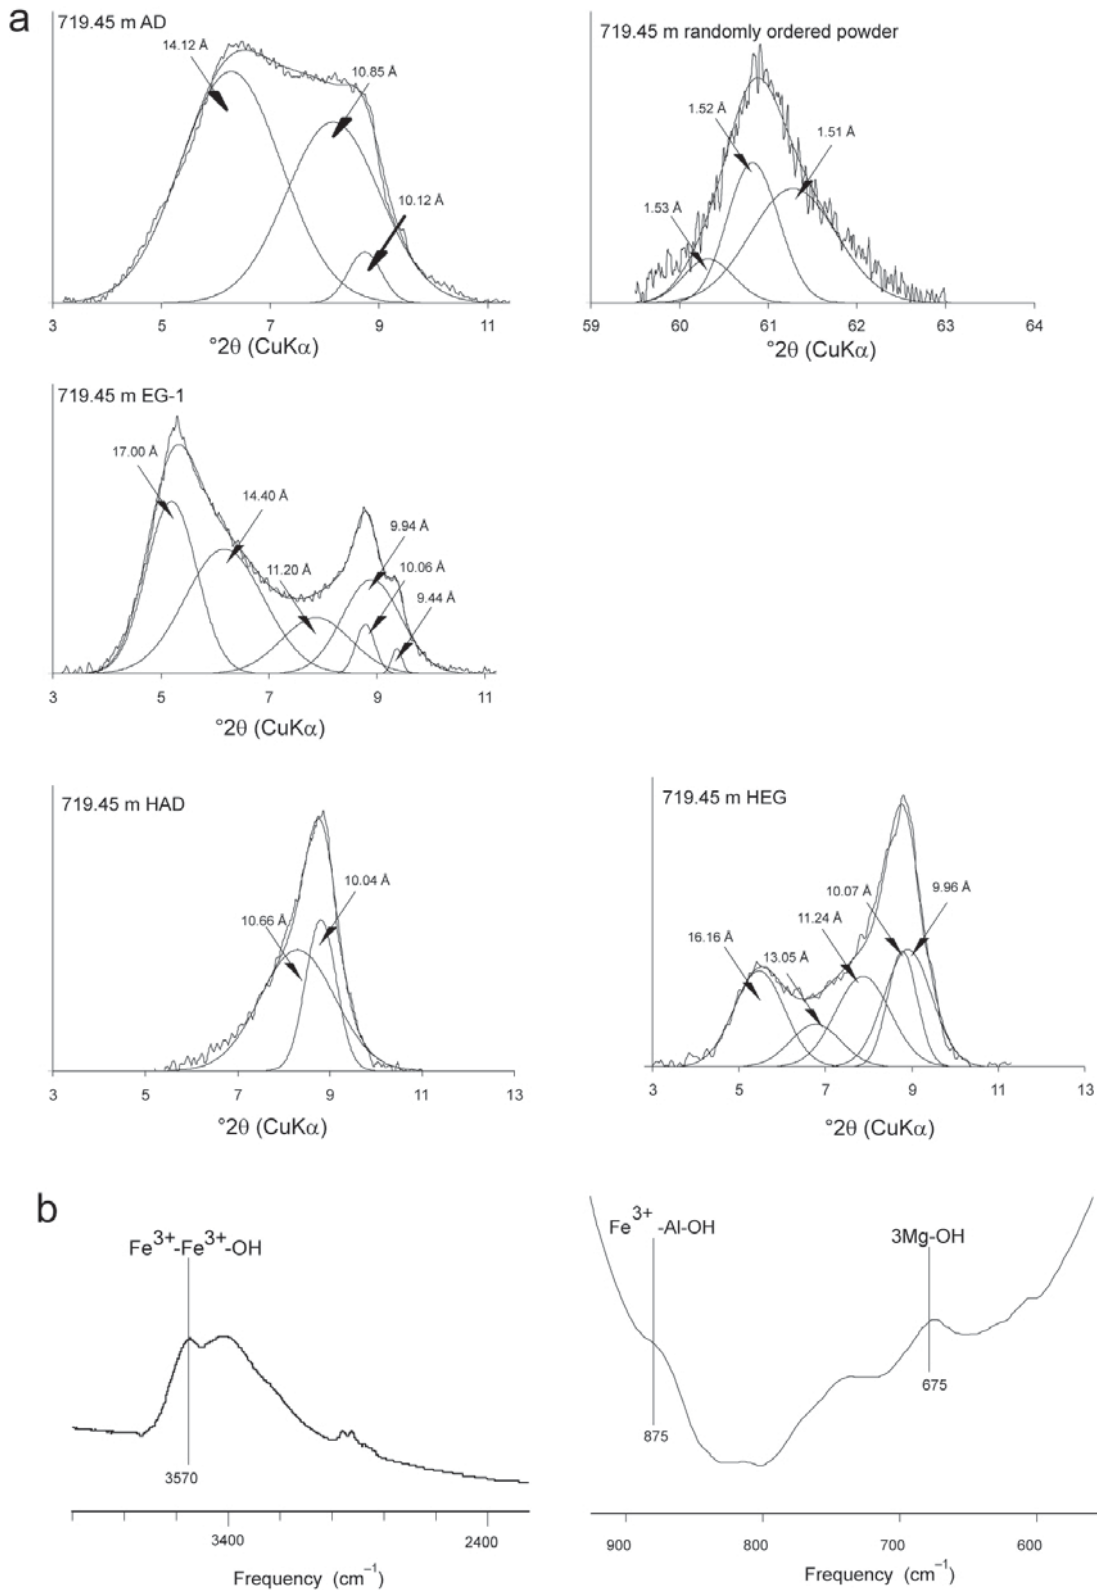 a
719.45 m AD
14.12 Å
10.85 Å
10.12 Å
3 5 7 9 11
°2θ (CuKα)
719.45 m randomly ordered powder
1.52 Å
1.51 Å
1.53 Å
59 60 61 62 63 64
°2θ (CuKα)
719.45 m EG-1
17.00 Å
14.40 Å
11.20 Å
9.94 Å
10.06 Å
9.44 Å
3 5 7 9 11
°2θ (CuKα)
719.45 m HAD
10.04 Å
10.66 Å
3 5 7 9 11 13
°2θ (CuKα)
719.45 m HEG
10.07 Å
9.96 Å
11.24 Å
16.16 Å
13.05 Å
3 5 7 9 11 13
°2θ (CuKα)
b
Fe³⁺-Fe³⁺-OH
3570
3400 2400
Frequency (cm⁻¹)
Fe³⁺ -Al-OH
3Mg-OH
875
675
900 800 700 600
Frequency (cm⁻¹)